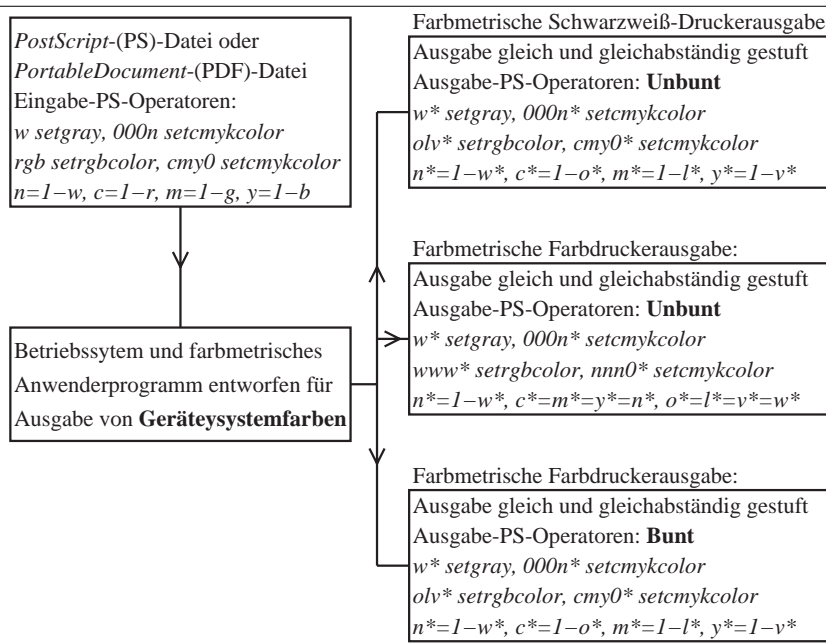 PostScript-(PS)-Datei oder
PortableDocument-(PDF)-Datei
Eingabe-PS-Operatoren:
w setgray, 000n setcmykcolor
rgb setrgbcolor, cmy0 setcmykcolor
n=1−w, c=1−r, m=1−g, y=1−b
Betriebssytem und farbmetrisches
Anwenderprogramm entworfen für
Ausgabe von Geräteysystemfarben
Farbmetrische Schwarzweiß-Druckerausgabe
Ausgabe gleich und gleichabständig gestuft
Ausgabe-PS-Operatoren: Unbunt
w* setgray, 000n* setcmykcolor
olv* setrgbcolor, cmy0* setcmykcolor
n*=1−w*, c*=1−o*, m*=1−l*, y*=1−v*
Farbmetrische Farbdruckerausgabe:
Ausgabe gleich und gleichabständig gestuft
Ausgabe-PS-Operatoren: Unbunt
w* setgray, 000n* setcmykcolor
www* setrgbcolor, nnn0* setcmykcolor
n*=1−w*, c*=m*=y*=n*, o*=l*=v*=w*
Farbmetrische Farbdruckerausgabe:
Ausgabe gleich und gleichabständig gestuft
Ausgabe-PS-Operatoren: Bunt
w* setgray, 000n* setcmykcolor
olv* setrgbcolor, cmy0* setcmykcolor
n*=1−w*, c*=1−o*, m*=1−l*, y*=1−v*